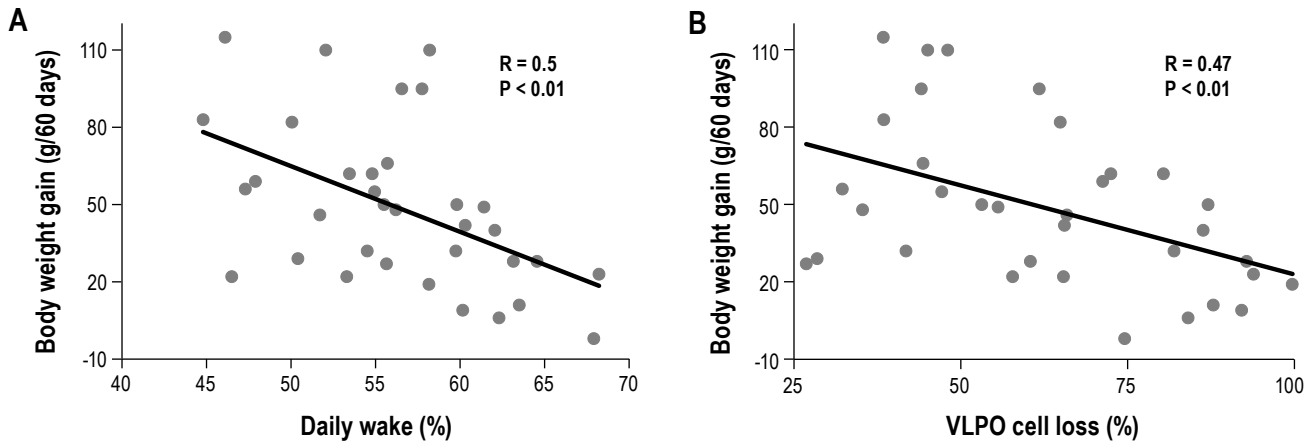 A
Body weight gain (g/60 days)
110
80
50
20
-10
R = 0.5
P < 0.01
40 45 50 55 60 65 70
Daily wake (%)
B
Body weight gain (g/60 days)
110
80
50
20
-10
R = 0.47
P < 0.01
25 50 75 100
VLPO cell loss (%)